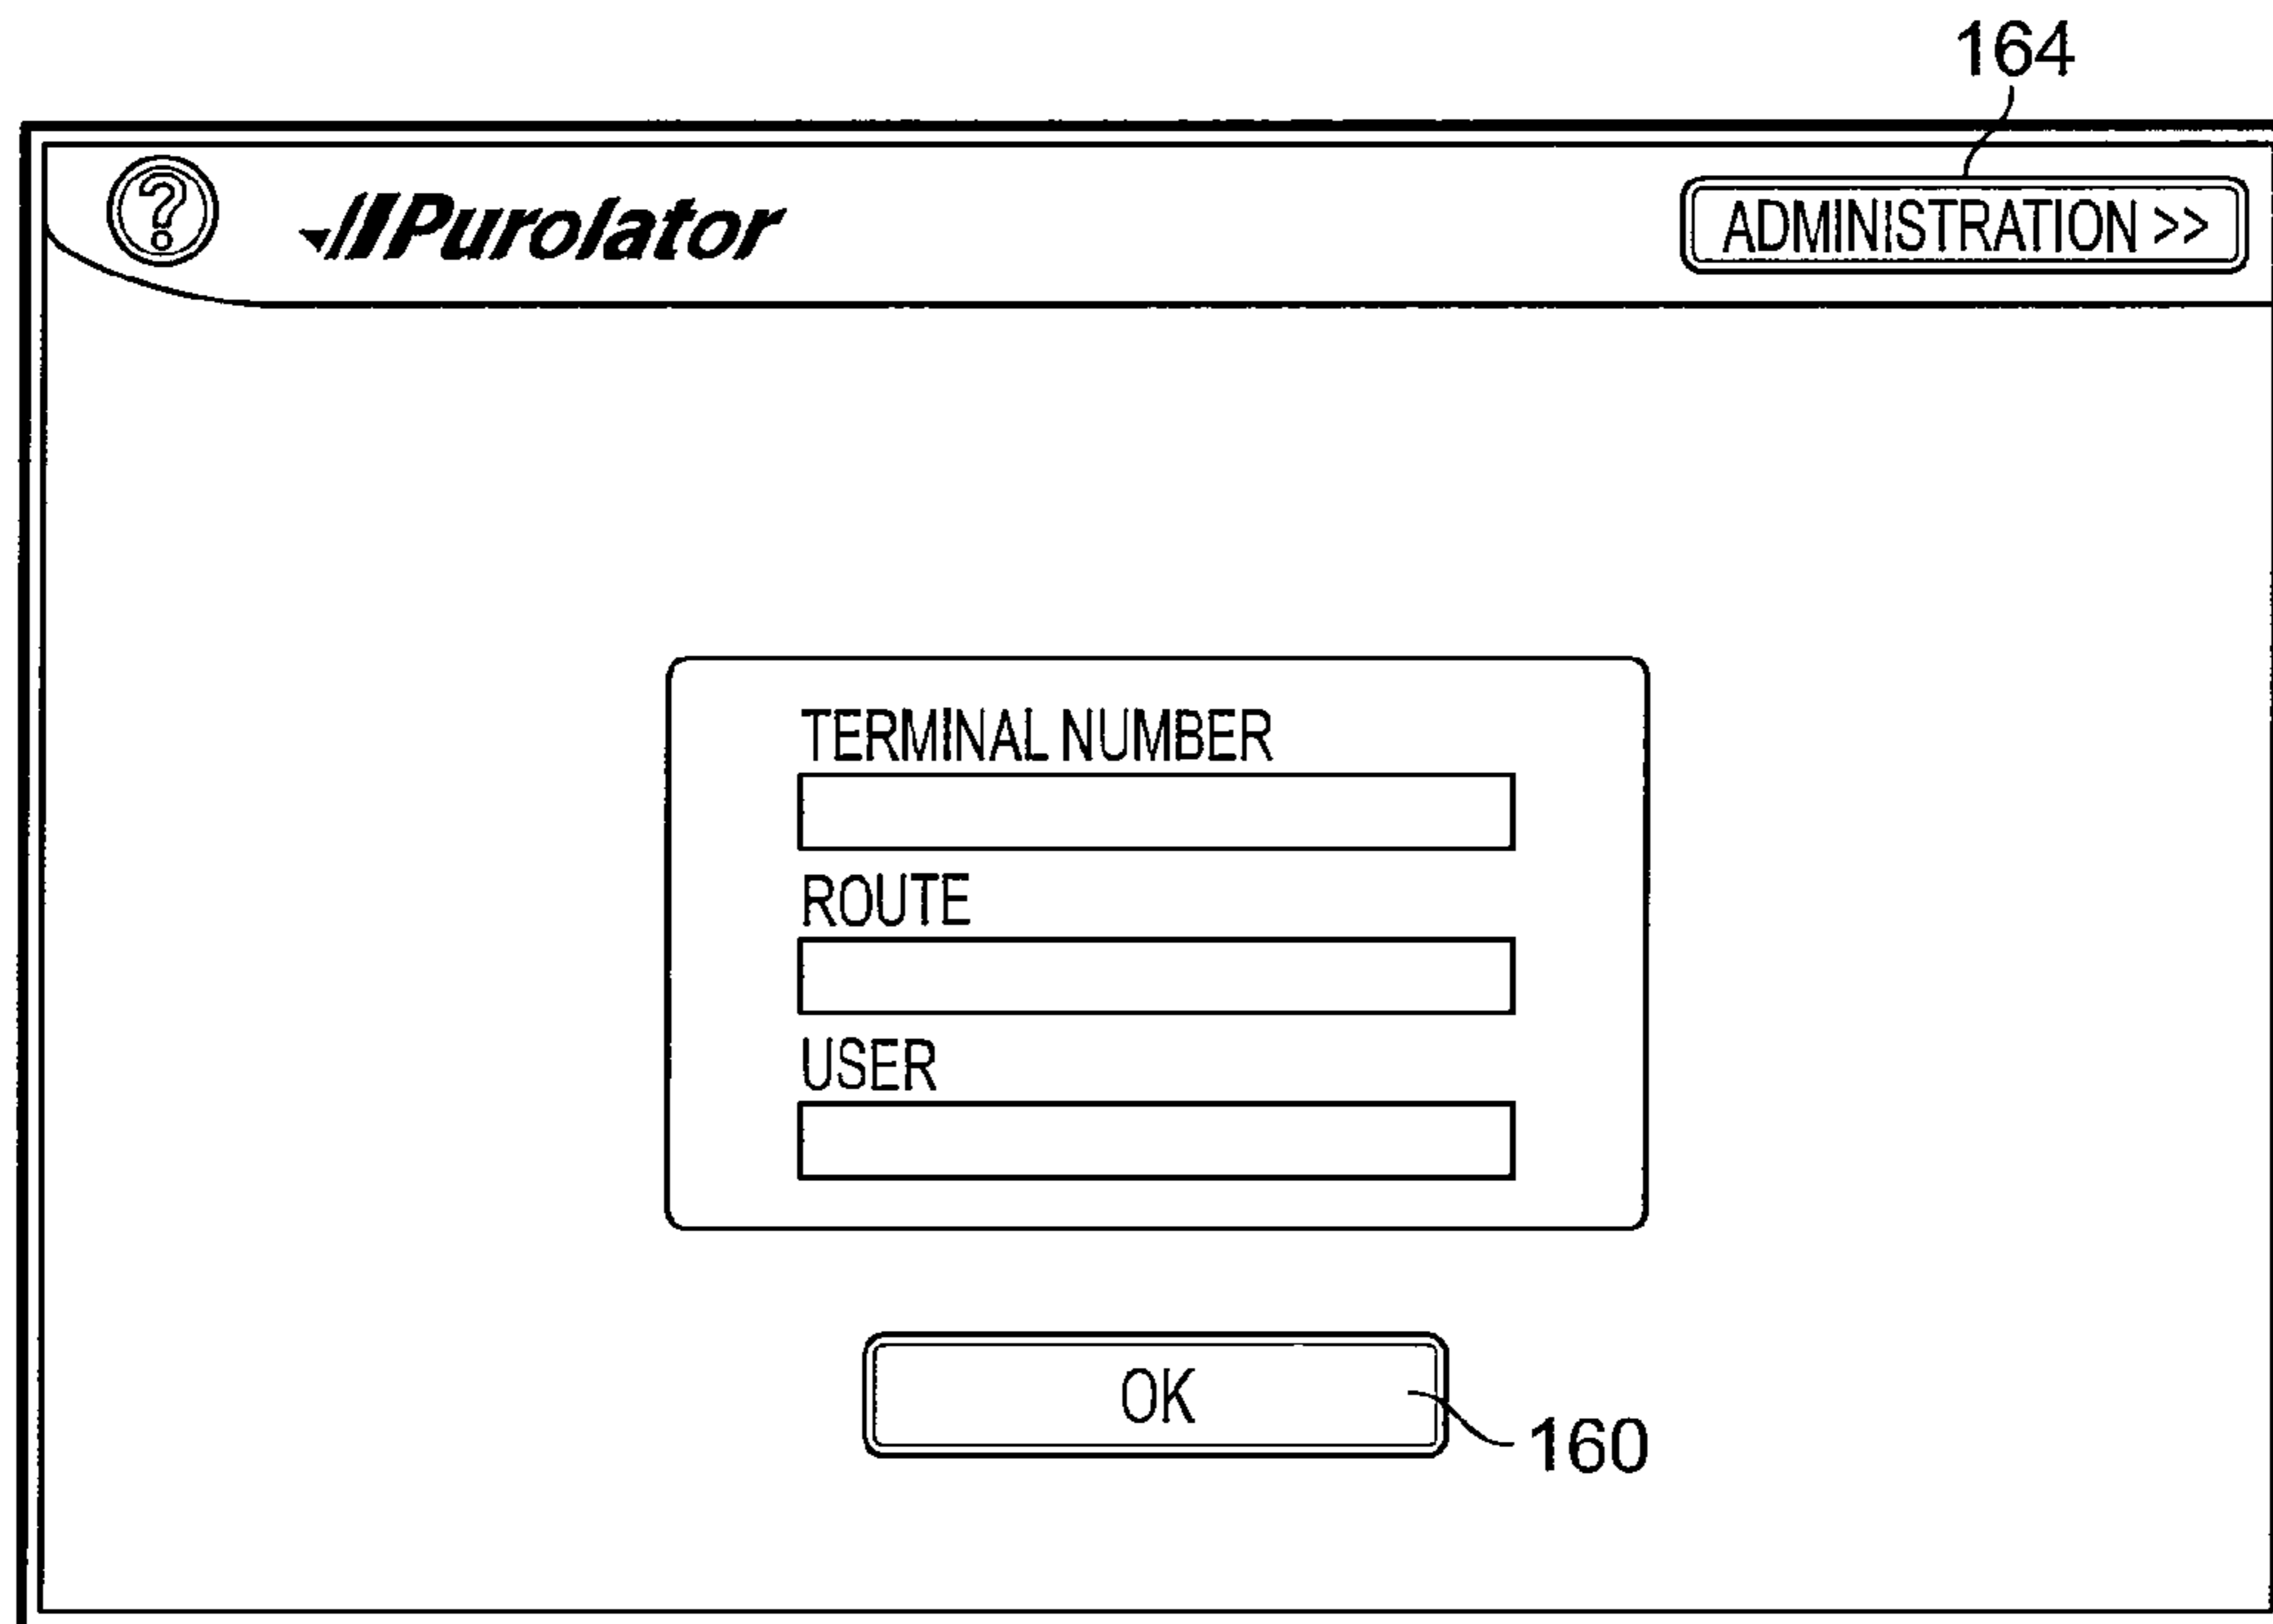 164
? Purolator ADMINISTRATION >>
TERMINAL NUMBER
ROUTE
USER
OK
160